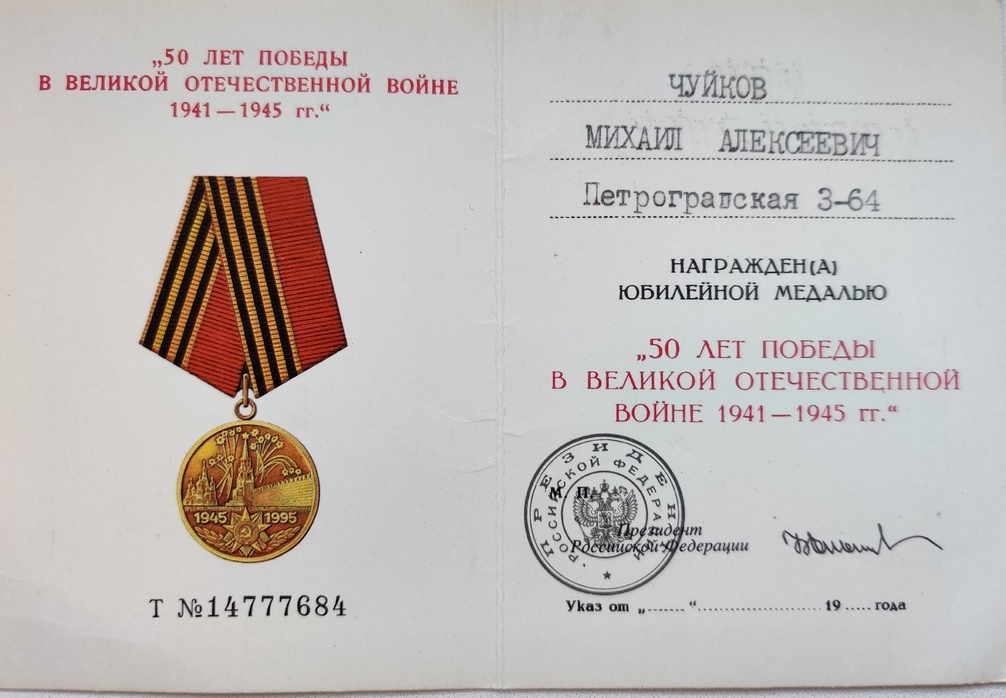 „50 ЛЕТ ПОБЕДЫ
В ВЕЛИКОЙ ОТЕЧЕСТВЕННОЙ ВОЙНЕ
1941—1945 гг.“
1945 1995
Т №14777684
ЧУЙКОВ
МИХАИЛ АЛЕКСЕЕВИЧ
Петроградская 3-64
НАГРАЖДЕН(А)
ЮБИЛЕЙНОЙ МЕДАЛЬЮ
„50 ЛЕТ ПОБЕДЫ
В ВЕЛИКОЙ ОТЕЧЕСТВЕННОЙ
ВОЙНЕ 1941—1945 гг.“
ПРЕЗИДЕНТ
РОССИЙСКОЙ ФЕДЕРАЦИИ
М П
Президент
Российской Федерации
Указ от „.......“........................ 19 ..... года